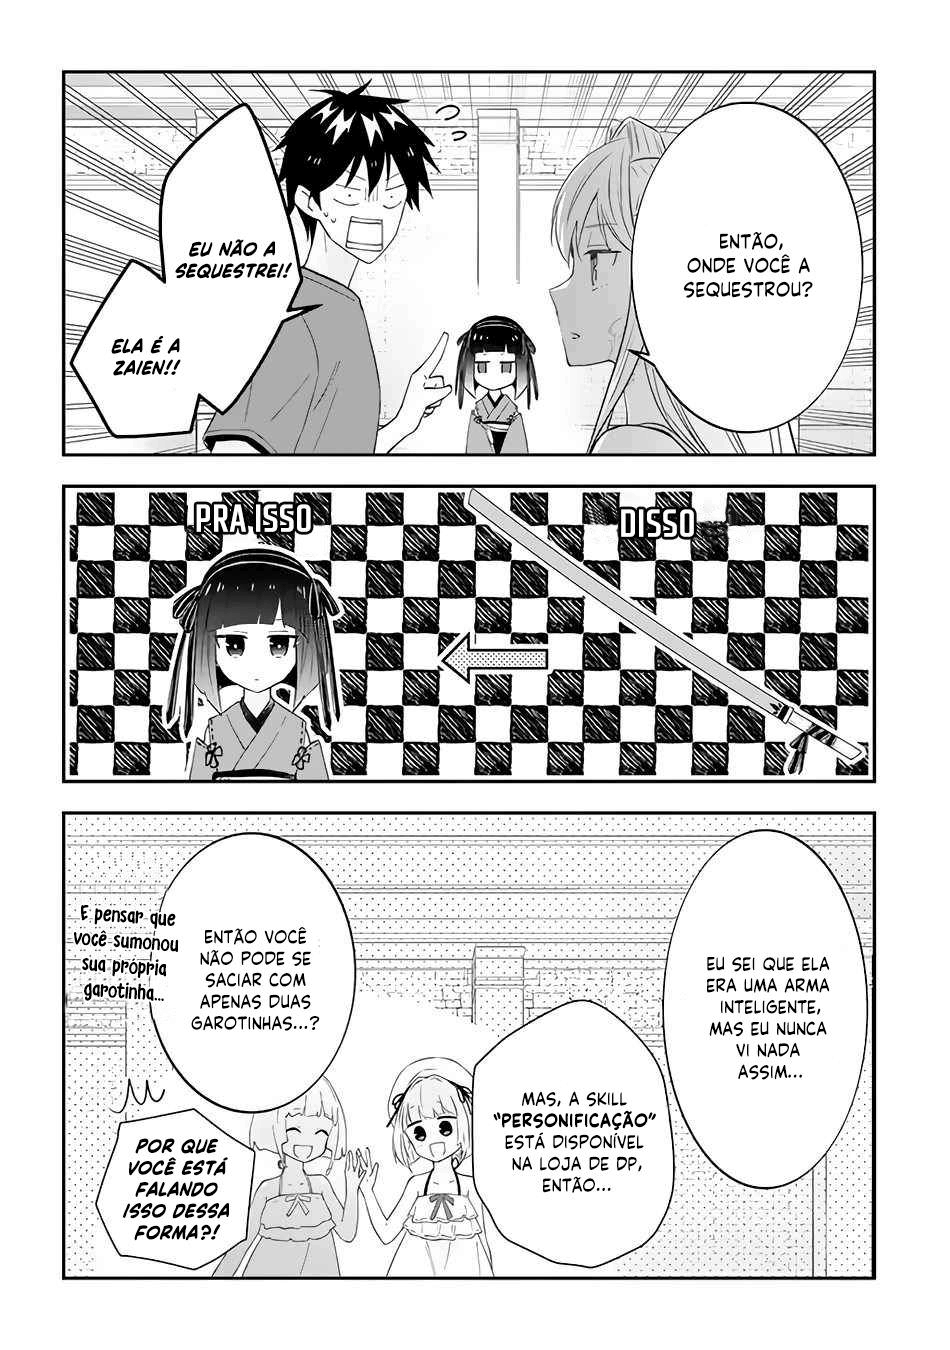 ENTÃO,
ONDE VOCÊ A
SEQUESTROU?
EU NÃO A
SEQUESTREI!
ELA É A
ZAIEN!!
DISSO
PRA ISSO
EU SEI QUE ELA
ERA UMA ARMA
INTELIGENTE,
MAS EU NUNCA
VI NADA
ASSIM...
MAS, A SKILL
“PERSONIFICAÇÃO”
ESTÁ DISPONÍVEL
NA LOJA DE DP,
ENTÃO...
ENTÃO VOCÊ
NÃO PODE SE
SACIAR COM
APENAS DUAS
GAROTINHAS...?
E pensar que
você sumonou
sua própria
garotinha...
POR QUE
VOCÊ ESTÁ
FALANDO
ISSO DESSA
FORMA?!